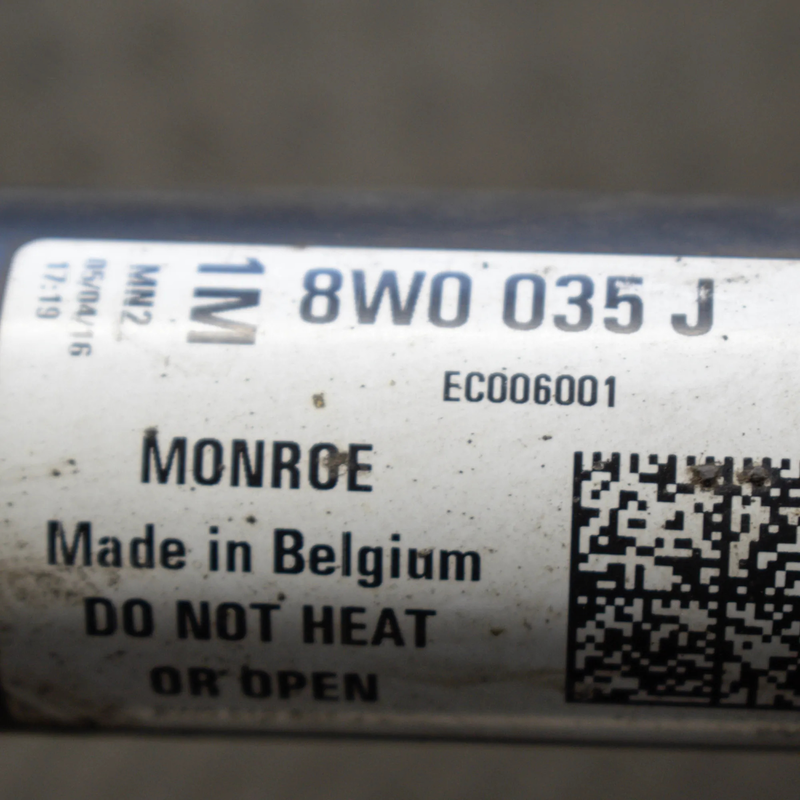 8W0 035 J
EC006001
1M
MN2
05/04/16
17:19
MONROE
Made in Belgium
DO NOT HEAT
OR OPEN